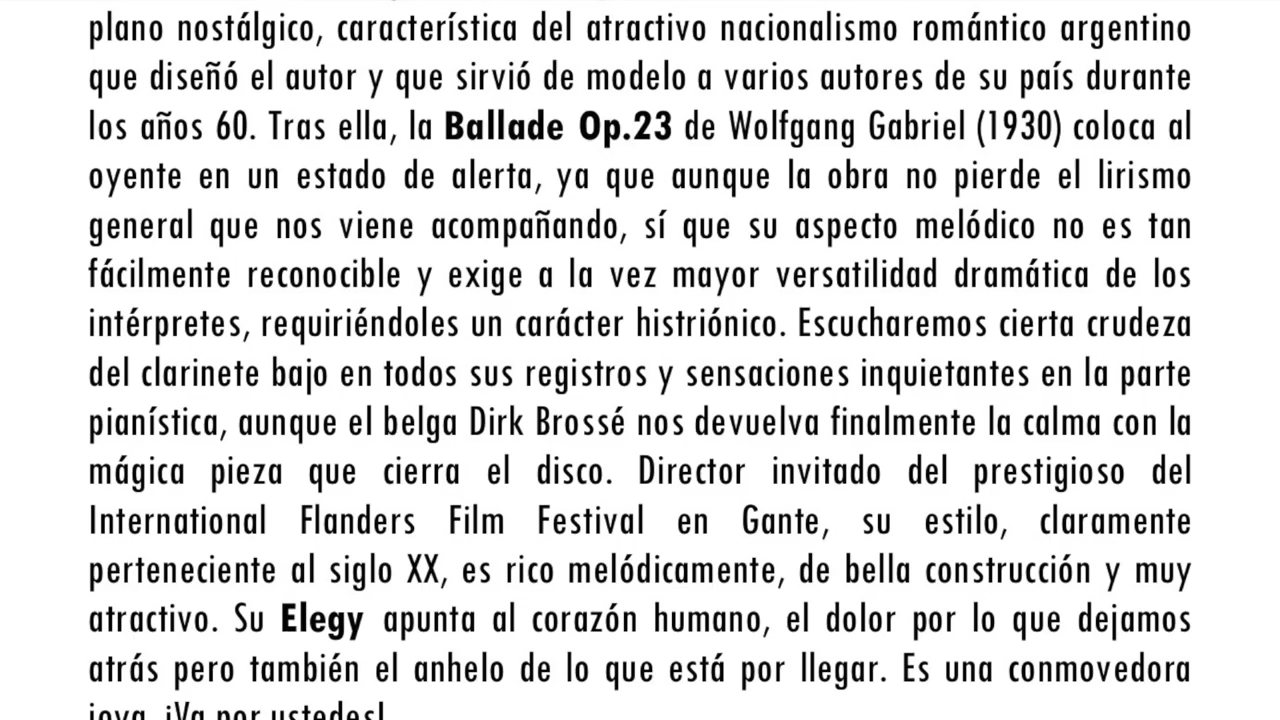 plano nostálgico, característica del atractivo nacionalismo romántico argentino
que diseñó el autor y que sirvió de modelo a varios autores de su país durante
los años 60. Tras ella, la Ballade Op.23 de Wolfgang Gabriel (1930) coloca al
oyente en un estado de alerta, ya que aunque la obra no pierde el lirismo
general que nos viene acompañando, sí que su aspecto melódico no es tan
fácilmente reconocible y exige a la vez mayor versatilidad dramática de los
intérpretes, requiriéndoles un carácter histriónico. Escucharemos cierta crudeza
del clarinete bajo en todos sus registros y sensaciones inquietantes en la parte
pianística, aunque el belga Dirk Brossé nos devuelva finalmente la calma con la
mágica pieza que cierra el disco. Director invitado del prestigioso del
International Flanders Film Festival en Gante, su estilo, claramente
perteneciente al siglo XX, es rico melódicamente, de bella construcción y muy
atractivo. Su Elegy apunta al corazón humano, el dolor por lo que dejamos
atrás pero también el anhelo de lo que está por llegar. Es una conmovedora
joya. ¡Va por ustedes!